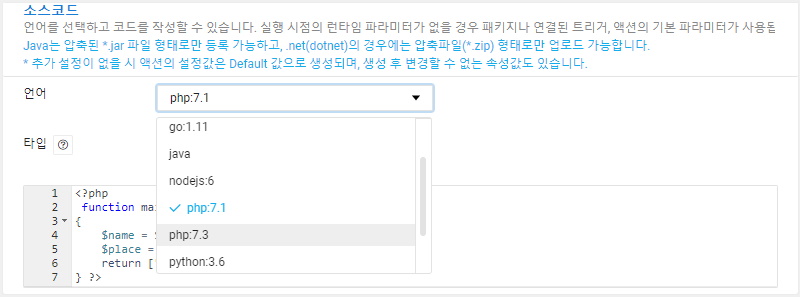 소스코드
언어를 선택하고 코드를 작성할 수 있습니다. 실행 시점의 런타임 파라미터가 없을 경우 패키지나 연결된 트리거, 액션의 기본 파라미터가 사용됩
Java는 압축된 *.jar 파일 형태로만 등록 가능하고, .net(dotnet)의 경우에는 압축파일(*.zip) 형태로만 업로드 가능합니다.
* 추가 설정이 없을 시 액션의 설정값은 Default 값으로 생성되며, 생성 후 변경할 수 없는 속성값도 있습니다.
언어
php:7.1
go:1.11
타입
java
nodejs:6
php:7.1
php:7.3
python:3.6
1 <?php
2 function mai
3 {
4 $name =
5 $place =
6 return [
7 } ?>